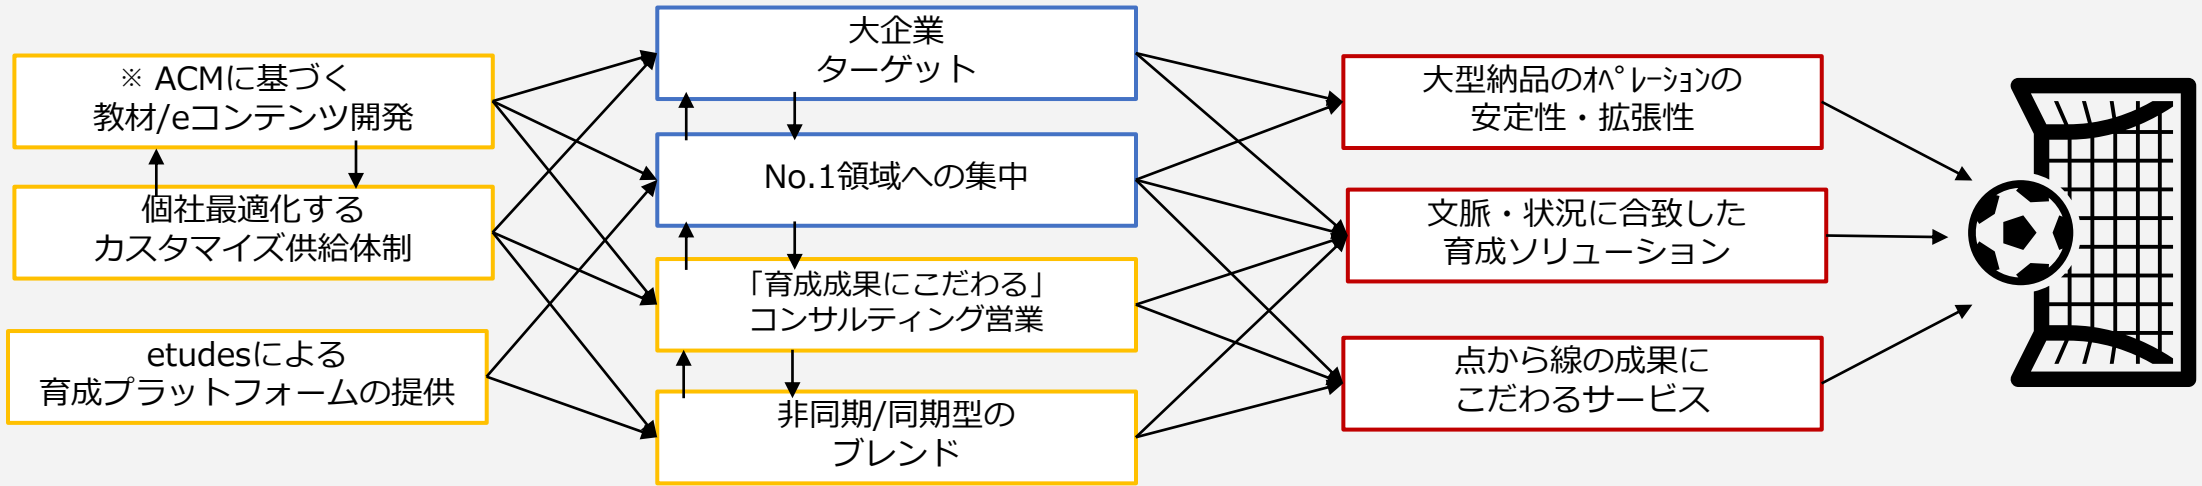 ※ ACMに基づく
教材/eコンテンツ開発
個社最適化する
カスタマイズ供給体制
etudesによる
育成プラットフォームの提供
大企業
ターゲット
No.1領域への集中
「育成成果にこだわる」
コンサルティング営業
非同期/同期型の
ブレンド
大型納品のｵﾍﾟﾚｰｼｮﾝの
安定性・拡張性
文脈・状況に合致した
育成ソリューション
点から線の成果に
こだわるサービス